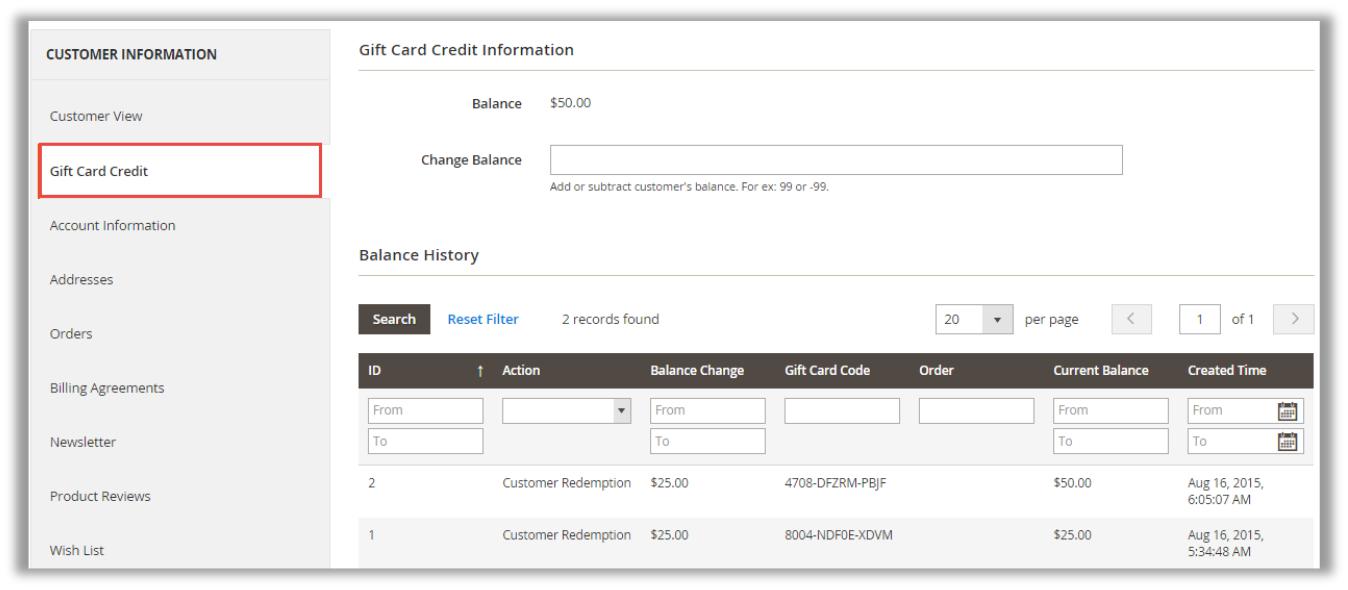 CUSTOMER INFORMATION
Customer View
Gift Card Credit
Account Information
Addresses
Orders
Billing Agreements
Newsletter
Product Reviews
Wish List
Gift Card Credit Information
Balance $50.00
Change Balance
Add or subtract customer's balance. For ex: 99 or -99.
Balance History
Search Reset Filter 2 records found 20 per page 1 of 1
ID ↑ Action Balance Change Gift Card Code Order Current Balance Created Time
From From From From
To To To To
2 Customer Redemption $25.00 4708-DFZRM-PBJF $50.00 Aug 16, 2015,
6:05:07 AM
1 Customer Redemption $25.00 8004-NDF0E-XDVM $25.00 Aug 16, 2015,
5:34:48 AM